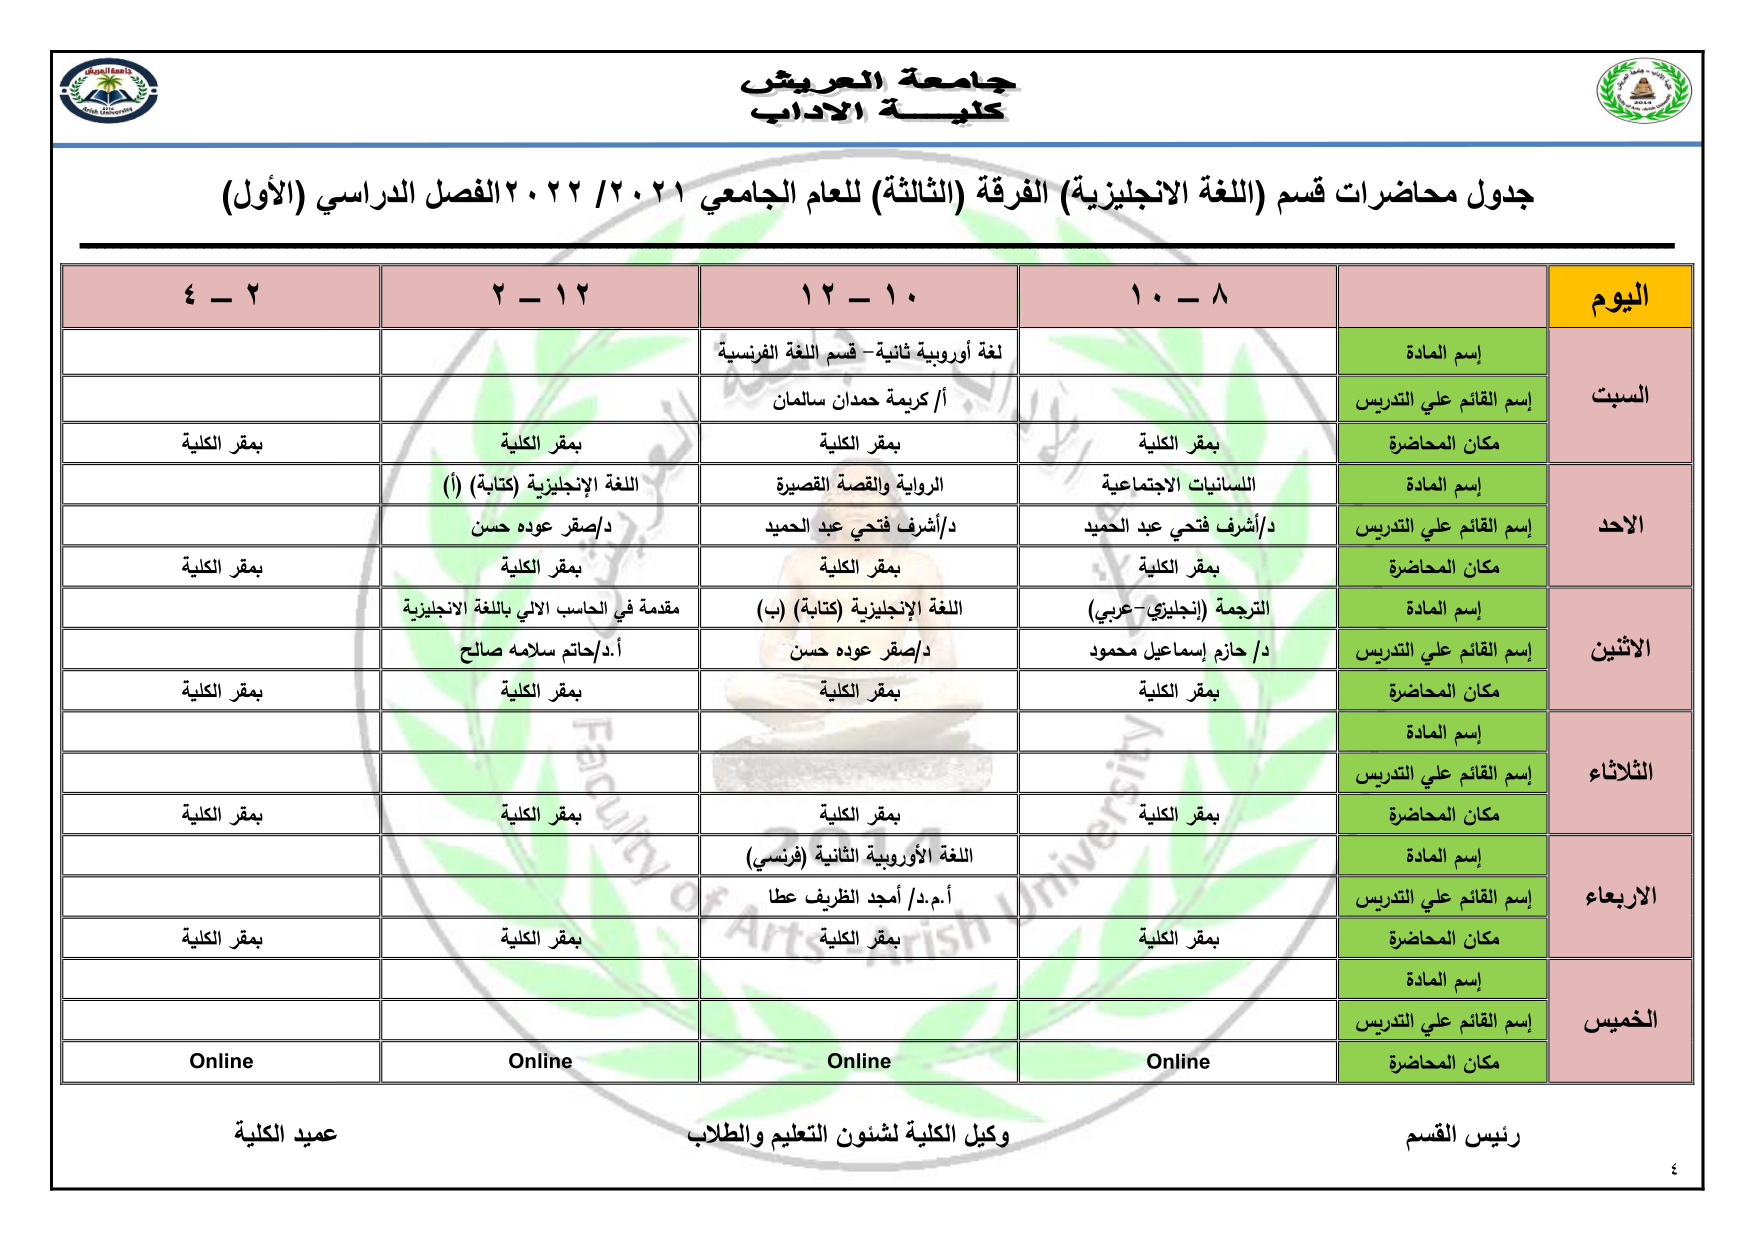 جامعة العريش
كليـــــة الاداب
جدول محاضرات قسم (اللغة الانجليزية) الفرقة (الثالثة) للعام الجامعي ٢٠٢١/ ٢٠٢٢الفصل الدراسي (الأول)
اليوم ٨ – ١٠ ١٠ – ١٢ ١٢ – ٢ ٢ – ٤
السبت
إسم المادة لغة أوروبية ثانية– قسم اللغة الفرنسية
إسم القائم علي التدريس أ/ كريمة حمدان سالمان
مكان المحاضرة بمقر الكلية بمقر الكلية بمقر الكلية بمقر الكلية
الاحد
إسم المادة اللسانيات الاجتماعية الرواية والقصة القصيرة اللغة الإنجليزية (كتابة) (أ)
إسم القائم علي التدريس د/أشرف فتحي عبد الحميد د/أشرف فتحي عبد الحميد د/صقر عوده حسن
مكان المحاضرة بمقر الكلية بمقر الكلية بمقر الكلية بمقر الكلية
الاثنين
إسم المادة الترجمة (إنجليزي–عربي) اللغة الإنجليزية (كتابة) (ب) مقدمة في الحاسب الالي باللغة الانجليزية
إسم القائم علي التدريس د/ حازم إسماعيل محمود د/صقر عوده حسن أ.د/حاتم سلامه صالح
مكان المحاضرة بمقر الكلية بمقر الكلية بمقر الكلية بمقر الكلية
الثلاثاء
إسم المادة
إسم القائم علي التدريس
مكان المحاضرة بمقر الكلية بمقر الكلية بمقر الكلية بمقر الكلية
الاربعاء
إسم المادة اللغة الأوروبية الثانية (فرنسي)
إسم القائم علي التدريس أ.م.د/ أمجد الظريف عطا
مكان المحاضرة بمقر الكلية بمقر الكلية بمقر الكلية بمقر الكلية
الخميس
إسم المادة
إسم القائم علي التدريس
مكان المحاضرة Online Online Online Online
رئيس القسم وكيل الكلية لشئون التعليم والطلاب عميد الكلية
٤
2014
Faculty of Arts -Arish University